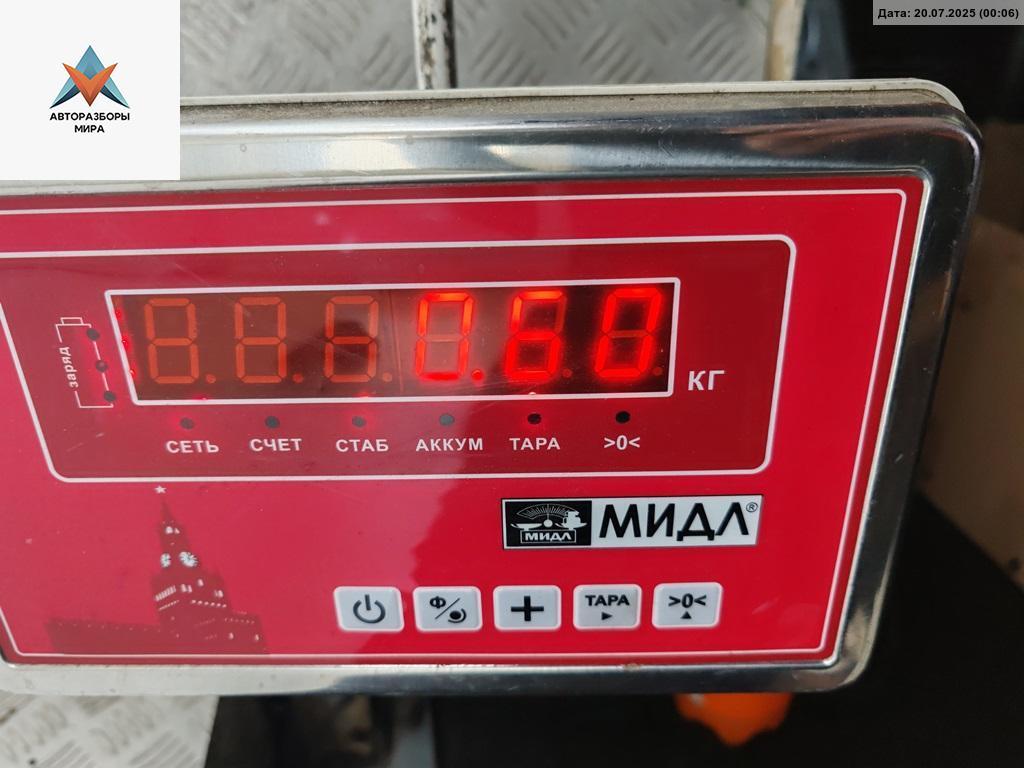 Дата: 20.07.2025 (00:06)
АВТОРАЗБОРЫ
МИРА
0.60
КГ
заряд
СЕТЬ СЧЕТ СТАБ АККУМ ТАРА >0<
МИДЛ МИДЛ®
Ф/ + ТАРА >0<